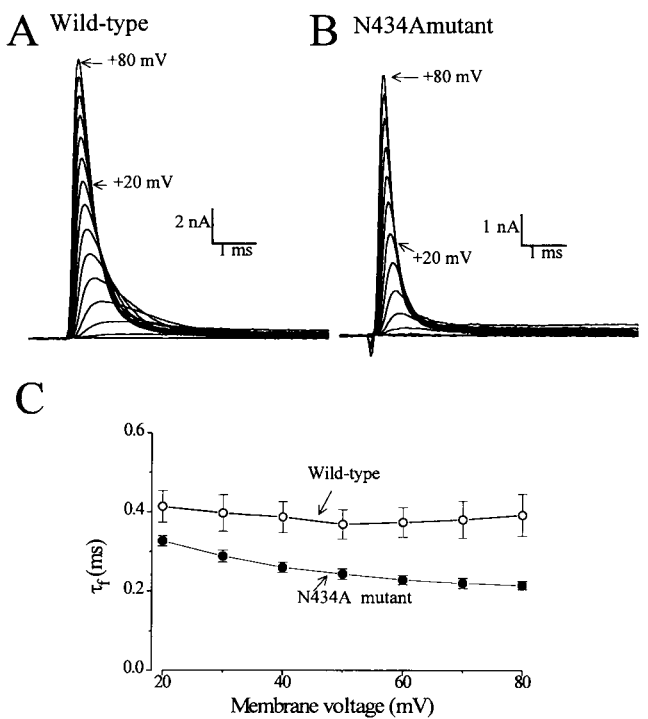 A Wild-type
+80 mV
+20 mV
2 nA
1 ms
B N434Amutant
+80 mV
+20 mV
1 nA
1 ms
C
0.6
0.4
0.2
0.0
τf (ms)
Wild-type
N434A mutant
20 40 60 80
Membrane voltage (mV)